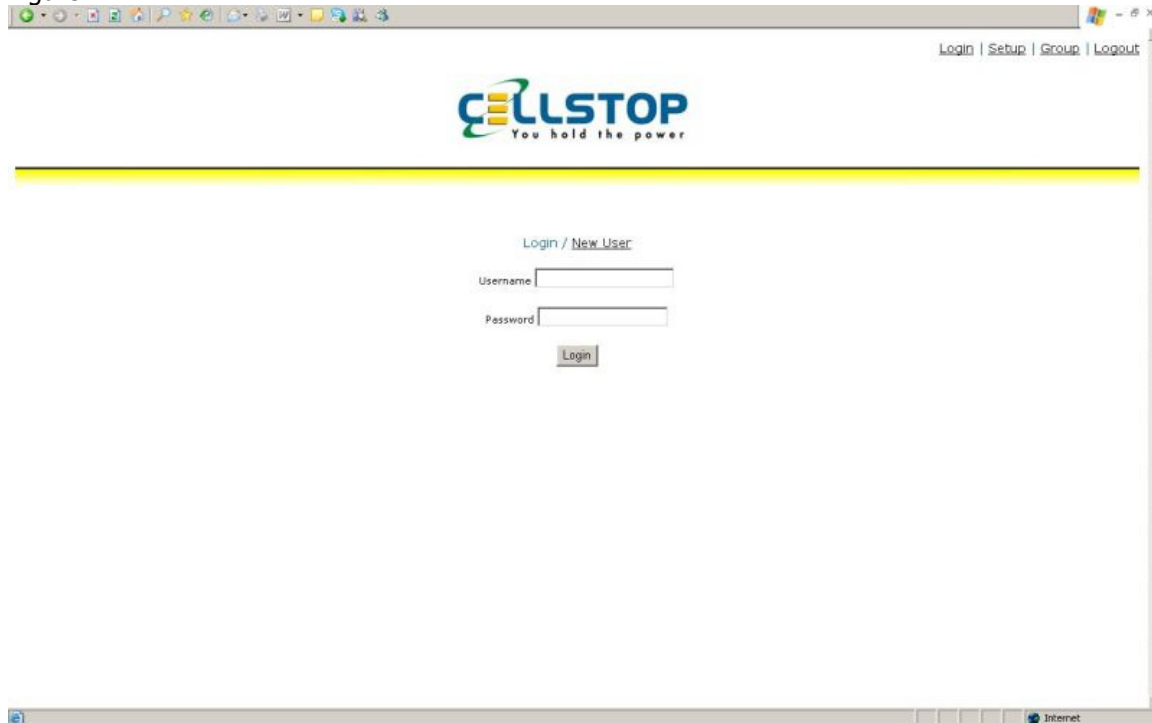 Login | Setup | Group | Logout
CELLSTOP
You hold the power
Login / New User
Username
Password
Login
Internet